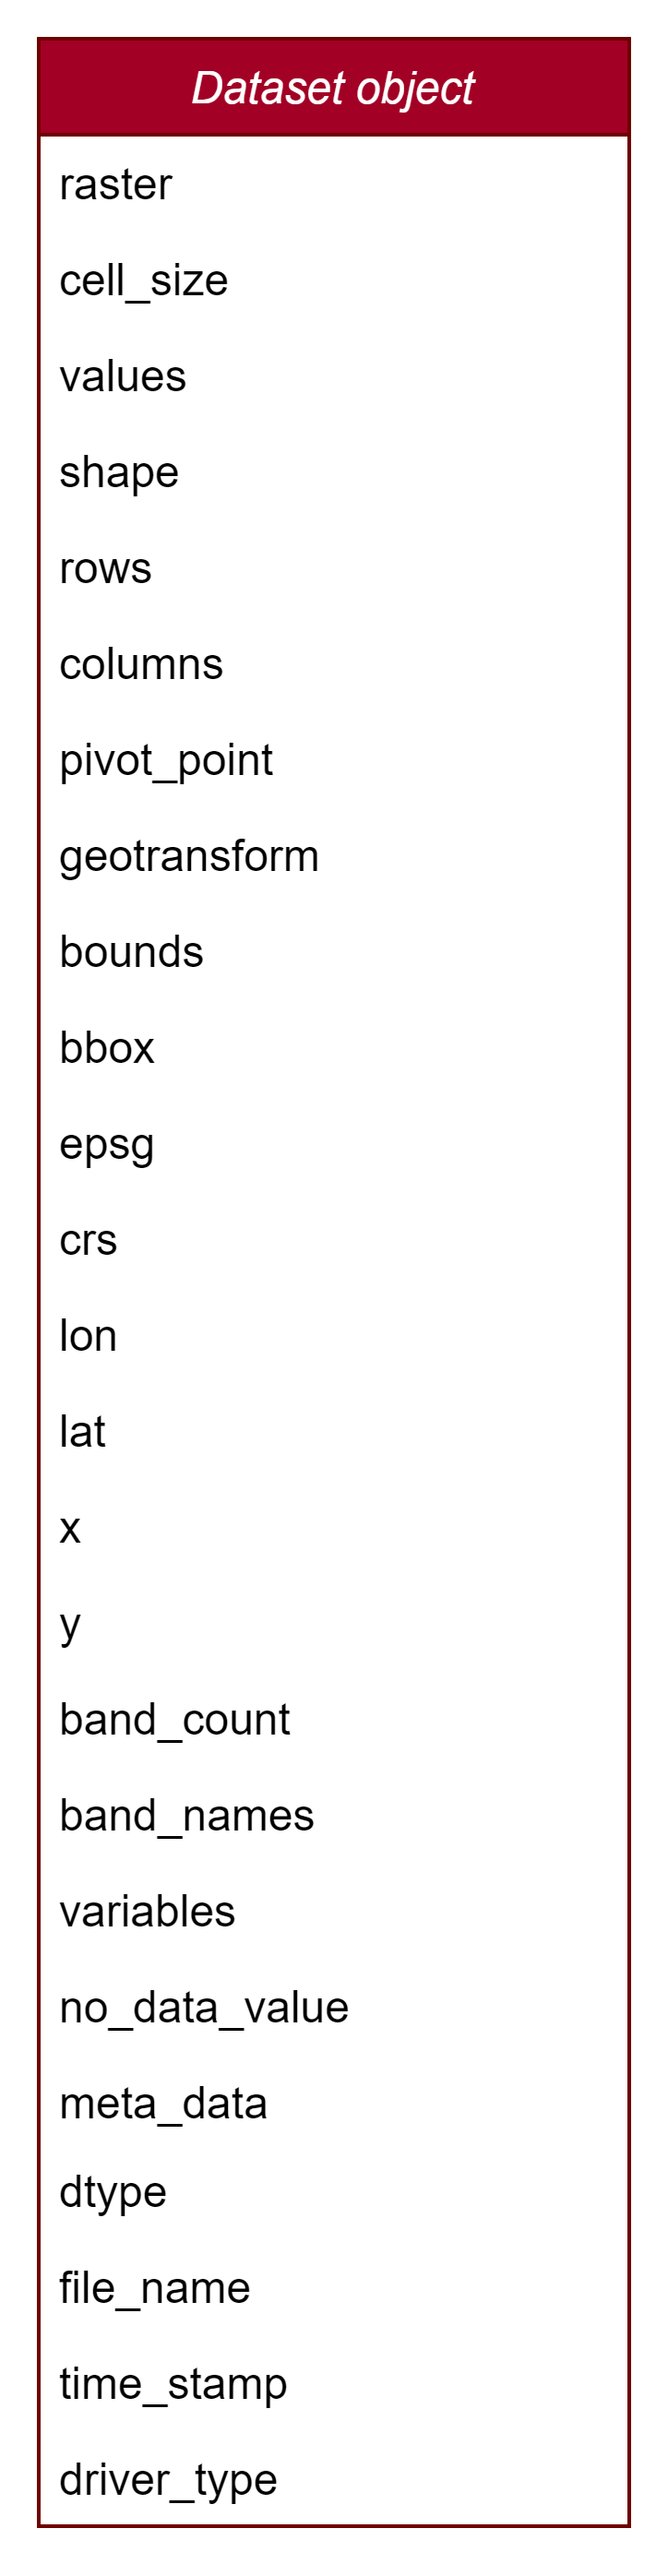 Dataset object
raster
cell_size
values
shape
rows
columns
pivot_point
geotransform
bounds
bbox
epsg
crs
lon
lat
x
y
band_count
band_names
variables
no_data_value
meta_data
dtype
file_name
time_stamp
driver_type